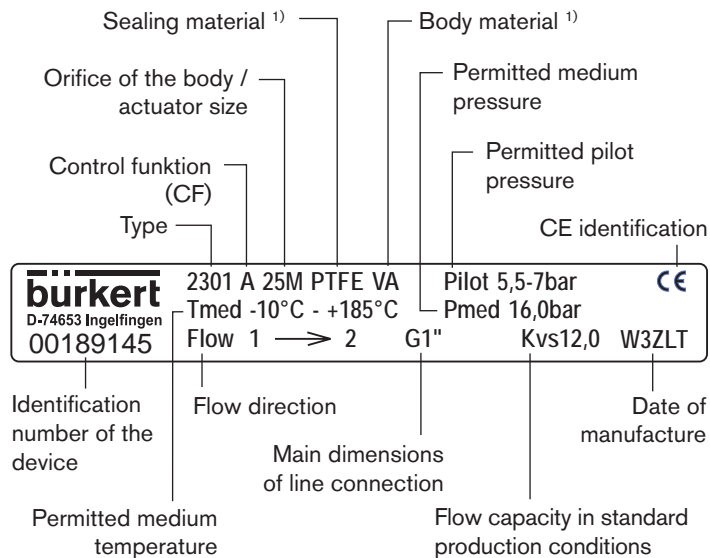 Sealing material 1)
Body material 1)
Orifice of the body /
actuator size
Permitted medium
pressure
Control funktion
(CF)
Permitted pilot
pressure
Type
CE identification
burkert
D-74653 Ingelfingen
00189145
2301 A 25M PTFE VA
Pilot 5,5-7bar
CE
Tmed -10°C - +185°C
Pmed 16,0bar
Flow 1 → 2
G1"
Kvs12,0
W3ZLT
Identification
number of the
device
Flow direction
Main dimensions
of line connection
Date of
manufacture
Permitted medium
temperature
Flow capacity in standard
production conditions